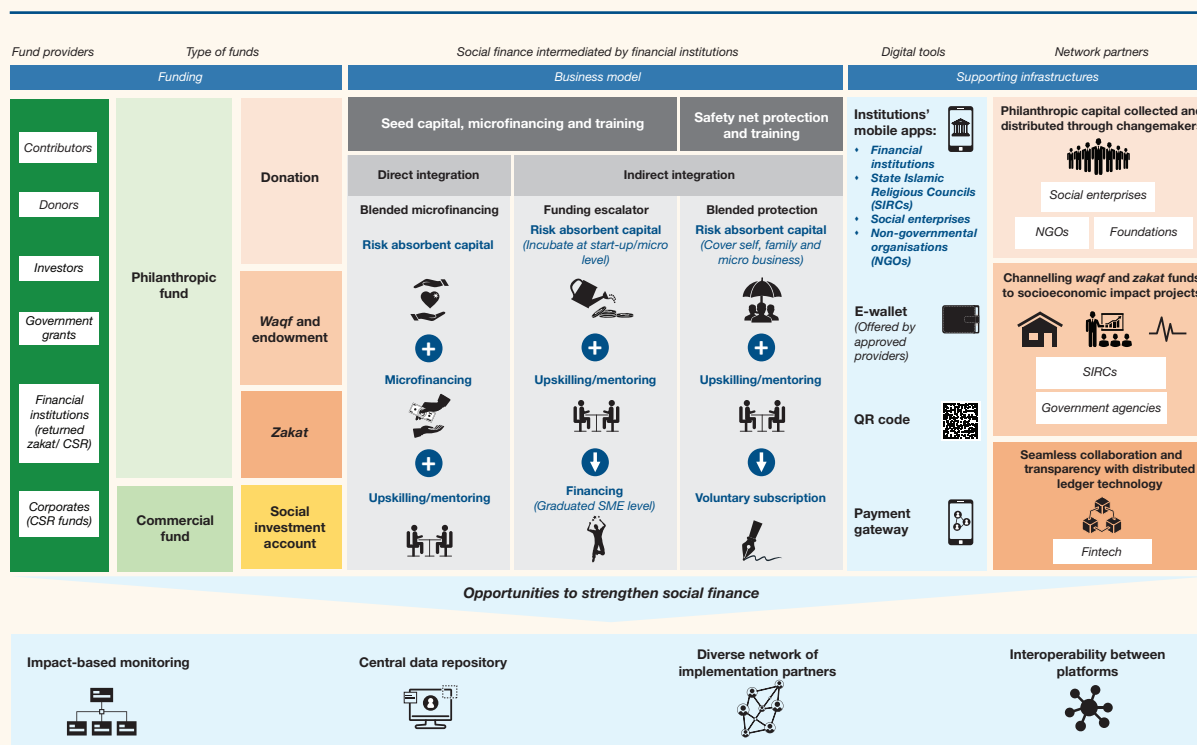 Fund providers
Type of funds
Social finance intermediated by financial institutions
Digital tools
Network partners
Funding
Business model
Supporting infrastructures
Contributors
Donors
Investors
Government
grants
Financial
institutions
(returned
zakat/ CSR)
Corporates
(CSR funds)
Philanthropic
fund
Commercial
fund
Donation
Waqf and
endowment
Zakat
Social
investment
account
Seed capital, microfinancing and training
Safety net protection
and training
Direct integration
Indirect integration
Blended microfinancing
Risk absorbent capital
Microfinancing
Upskilling/mentoring
Funding escalator
Risk absorbent capital
(Incubate at start-up/micro
level)
Upskilling/mentoring
Financing
(Graduated SME level)
Blended protection
Risk absorbent capital
(Cover self, family and
micro business)
Upskilling/mentoring
Voluntary subscription
Institutions'
mobile apps:
Financial
institutions
State Islamic
Religious Councils
(SIRCs)
Social enterprises
Non-governmental
organisations
(NGOs)
E-wallet
(Offered by
approved
providers)
QR code
Payment
gateway
Philanthropic capital collected and
distributed through changemaker
Social enterprises
NGOs
Foundations
Channelling waqf and zakat funds
to socioeconomic impact projects
SIRCs
Government agencies
Seamless collaboration and
transparency with distributed
ledger technology
Fintech
Opportunities to strengthen social finance
Impact-based monitoring
Central data repository
Diverse network of
implementation partners
Interoperability between
platforms